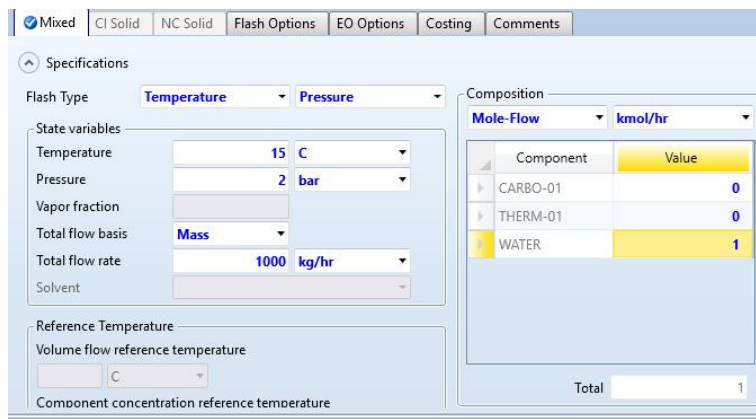 Mixed CI Solid NC Solid Flash Options EO Options Costing Comments
Specifications
Flash Type Temperature Pressure
State variables
Temperature 15 C
Pressure 2 bar
Vapor fraction
Total flow basis Mass
Total flow rate 1000 kg/hr
Solvent
Reference Temperature
Volume flow reference temperature
C
Component concentration reference temperature
Composition
Mole-Flow kmol/hr
Component Value
CARBO-01 0
THERM-01 0
WATER 1
Total 1